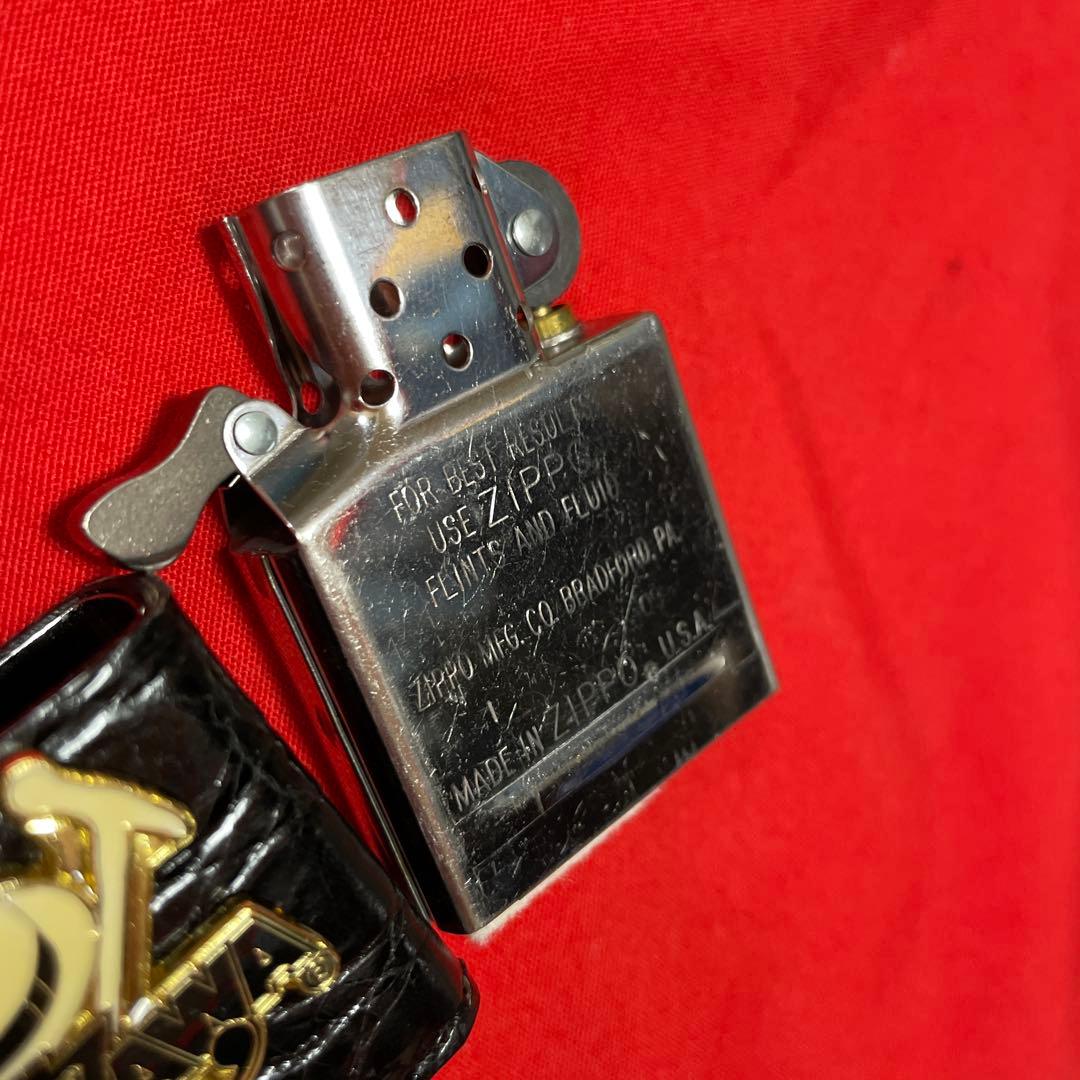 FOR BEST RESULTS
USE ZIPPO
FLINTS AND FLUID
ZIPPO MFG. CO. BRADFORD, PA.
MADE IN ZIPPO® U.S.A.